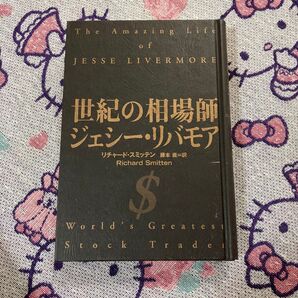 The Amazing Life
of
JESSE LIVERMORE
世紀の相場師
ジェシー・リバモア
リチャード・スミッテン 藤本 直=訳
Richard Smitten
$
World's Greatest
Stock Trader